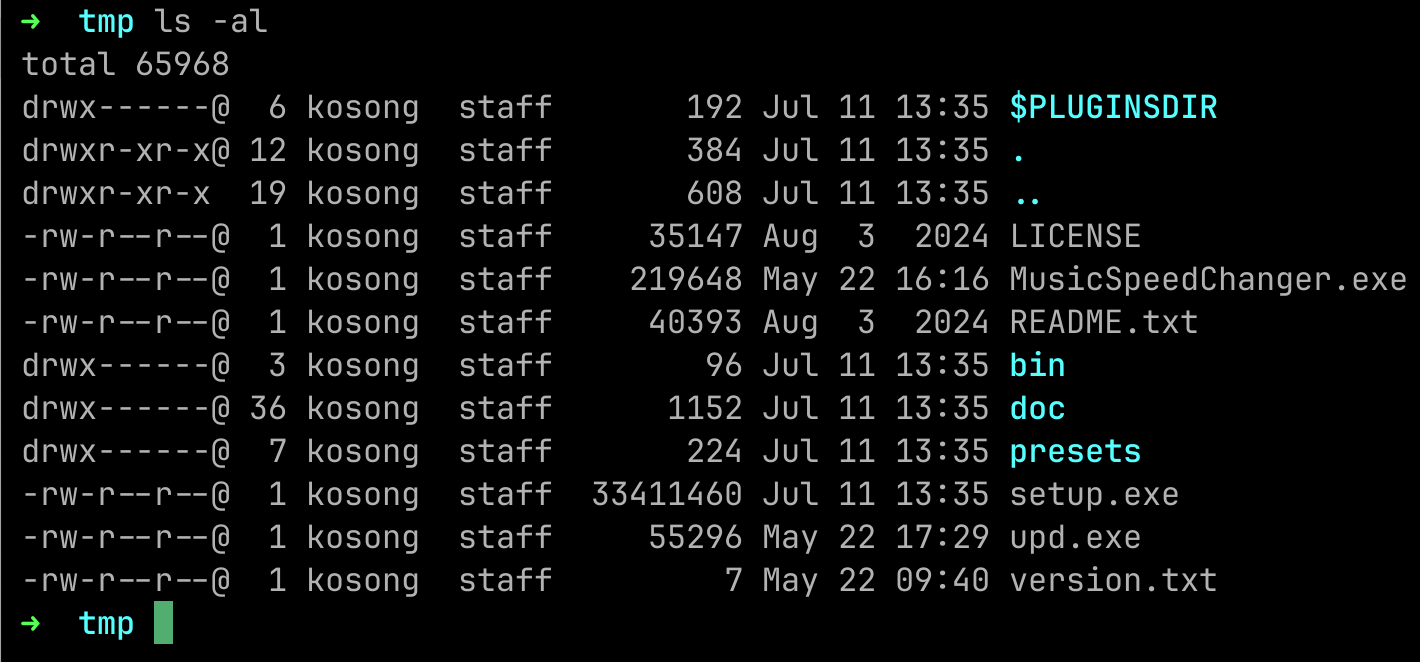 ➜  tmp ls -al
total 65968
drwx------@  6 kosong  staff       192 Jul 11 13:35 $PLUGINSDIR
drwxr-xr-x@ 12 kosong  staff       384 Jul 11 13:35 .
drwxr-xr-x  19 kosong  staff       608 Jul 11 13:35 ..
-rw-r--r--@  1 kosong  staff     35147 Aug  3  2024 LICENSE
-rw-r--r--@  1 kosong  staff    219648 May 22 16:16 MusicSpeedChanger.exe
-rw-r--r--@  1 kosong  staff     40393 Aug  3  2024 README.txt
drwx------@  3 kosong  staff        96 Jul 11 13:35 bin
drwx------@ 36 kosong  staff      1152 Jul 11 13:35 doc
drwx------@  7 kosong  staff       224 Jul 11 13:35 presets
-rw-r--r--@  1 kosong  staff  33411460 Jul 11 13:35 setup.exe
-rw-r--r--@  1 kosong  staff     55296 May 22 17:29 upd.exe
-rw-r--r--@  1 kosong  staff         7 May 22 09:40 version.txt
➜  tmp